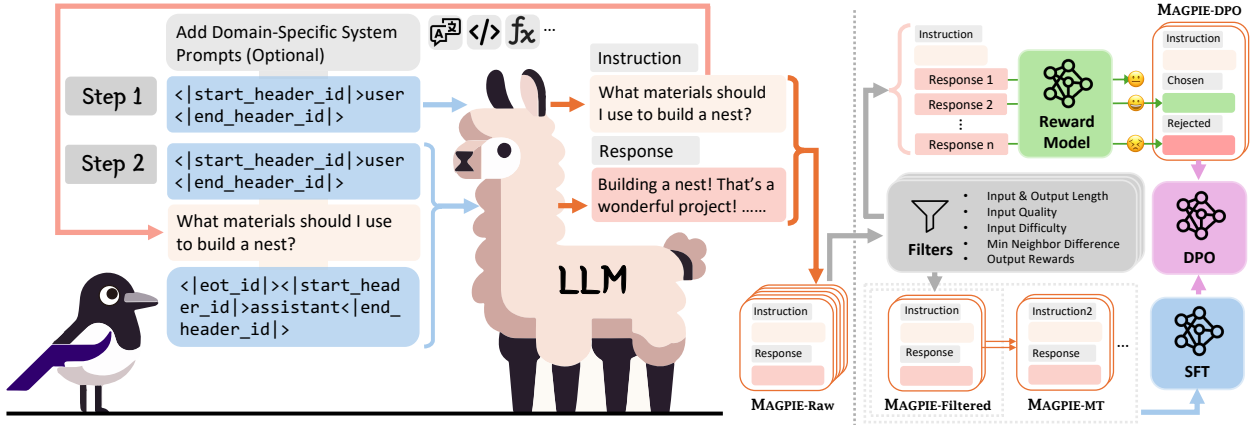 Add Domain-Specific System
Prompts (Optional)
A
</>
fx
...
Step 1
<|start_header_id|>user
<|end_header_id|>
Step 2
<|start_header_id|>user
<|end_header_id|>
What materials should I use
to build a nest?
<|eot_id|><|start_head
er_id|>assistant<|end_
header_id|>
LLM
Instruction
What materials should
I use to build a nest?
Response
Building a nest! That's a
wonderful project! ......
Instruction
Response
MAGPIE-Raw
Instruction
Response 1
Response 2
⋮
Response n
Reward
Model
MAGPIE-DPO
Instruction
Chosen
Rejected
Filters
• Input & Output Length
• Input Quality
• Input Difficulty
• Min Neighbor Difference
• Output Rewards
DPO
Instruction
Response
MAGPIE-Filtered
Instruction2
Response
...
MAGPIE-MT
SFT